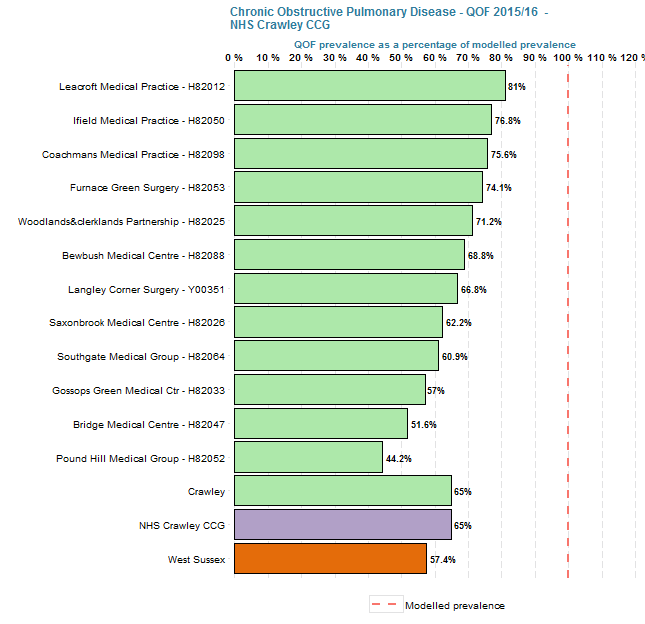 Chronic Obstructive Pulmonary Disease - QOF 2015/16 -
NHS Crawley CCG
QOF prevalence as a percentage of modelled prevalence
0 % 10 % 20 % 30 % 40 % 50 % 60 % 70 % 80 % 90 % 100 % 110 % 120 %
Leacroft Medical Practice - H82012 81%
Ifield Medical Practice - H82050 76.8%
Coachmans Medical Practice - H82098 75.6%
Furnace Green Surgery - H82053 74.1%
Woodlands&clerklands Partnership - H82025 71.2%
Bewbush Medical Centre - H82088 68.8%
Langley Corner Surgery - Y00351 66.8%
Saxonbrook Medical Centre - H82026 62.2%
Southgate Medical Group - H82064 60.9%
Gossops Green Medical Ctr - H82033 57%
Bridge Medical Centre - H82047 51.6%
Pound Hill Medical Group - H82052 44.2%
Crawley 65%
NHS Crawley CCG 65%
West Sussex 57.4%
Modelled prevalence